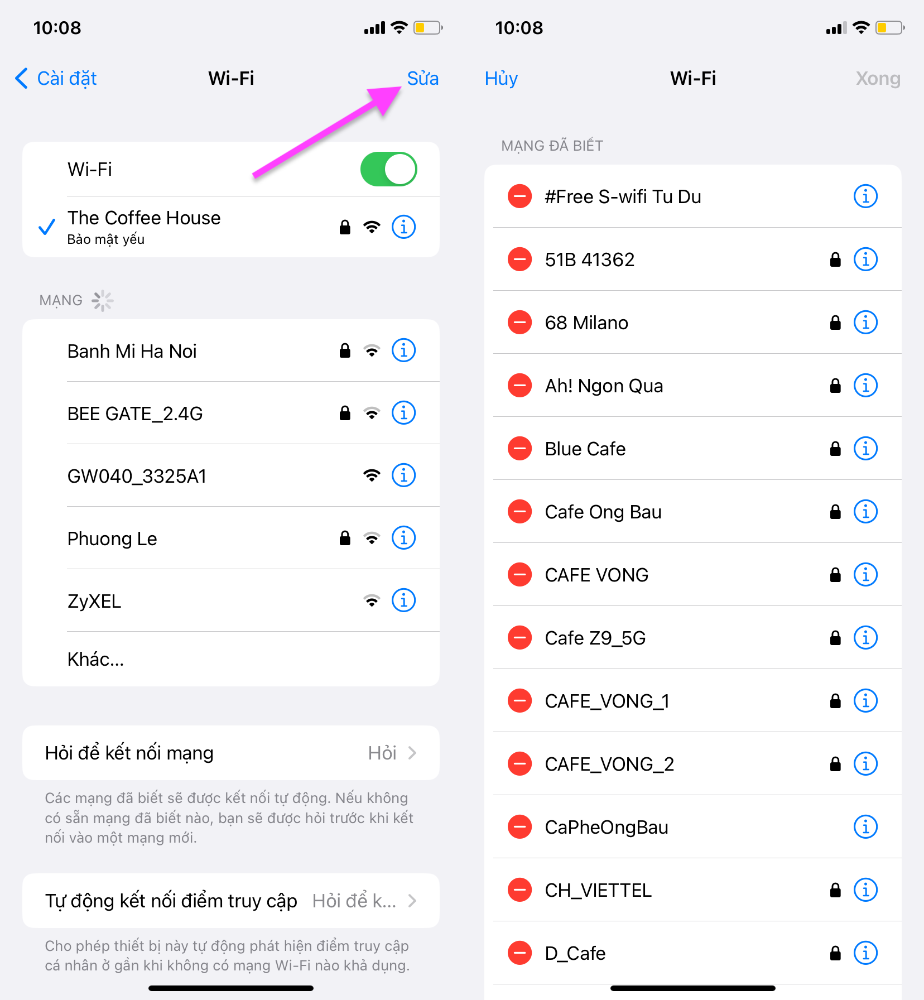 10:08
Cài đặt
Wi-Fi
Sửa
Wi-Fi
The Coffee House
Bảo mật yếu
MẠNG
Banh Mi Ha Noi
BEE GATE_2.4G
GW040_3325A1
Phuong Le
ZyXEL
Khác...
Hỏi để kết nối mạng
Hỏi
Các mạng đã biết sẽ được kết nối tự động. Nếu không
có sẵn mạng đã biết nào, bạn sẽ được hỏi trước khi kết
nối vào một mạng mới.
Tự động kết nối điểm truy cập
Hỏi để k...
Cho phép thiết bị này tự động phát hiện điểm truy cập
cá nhân ở gần khi không có mạng Wi-Fi nào khả dụng.
10:08
Hủy
Wi-Fi
Xong
MẠNG ĐÃ BIẾT
#Free S-wifi Tu Du
51B 41362
68 Milano
Ah! Ngon Qua
Blue Cafe
Cafe Ong Bau
CAFE VONG
Cafe Z9_5G
CAFE_VONG_1
CAFE_VONG_2
CaPheOngBau
CH_VIETTEL
D_Cafe